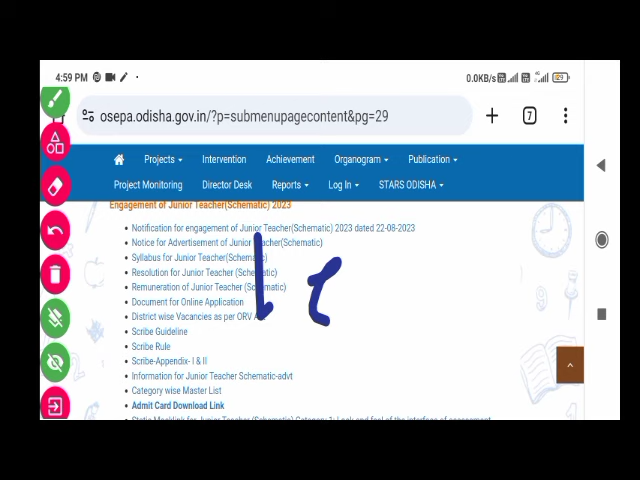 4:59 PM
0.0KB/s
osepa.odisha.gov.in/?p=submenupagecontent&pg=29
7
Projects Intervention Achievement Organogram Publication
Project Monitoring Director Desk Reports Log In STARS ODISHA
Engagement of Junior Teacher(Schematic) 2023
Notification for engagement of Junior Teacher(Schematic) 2023 dated 22-08-2023
Notice for Advertisement of Junior Teacher(Schematic)
Syllabus for Junior Teacher(Schematic)
Resolution for Junior Teacher (Schematic)
Remuneration of Junior Teacher (Schematic)
Document for Online Application
District wise Vacancies as per ORV
Scribe Guideline
Scribe Rule
Scribe-Appendix- I & II
Information for Junior Teacher Schematic-advt
Category wise Master List
Admit Card Download Link